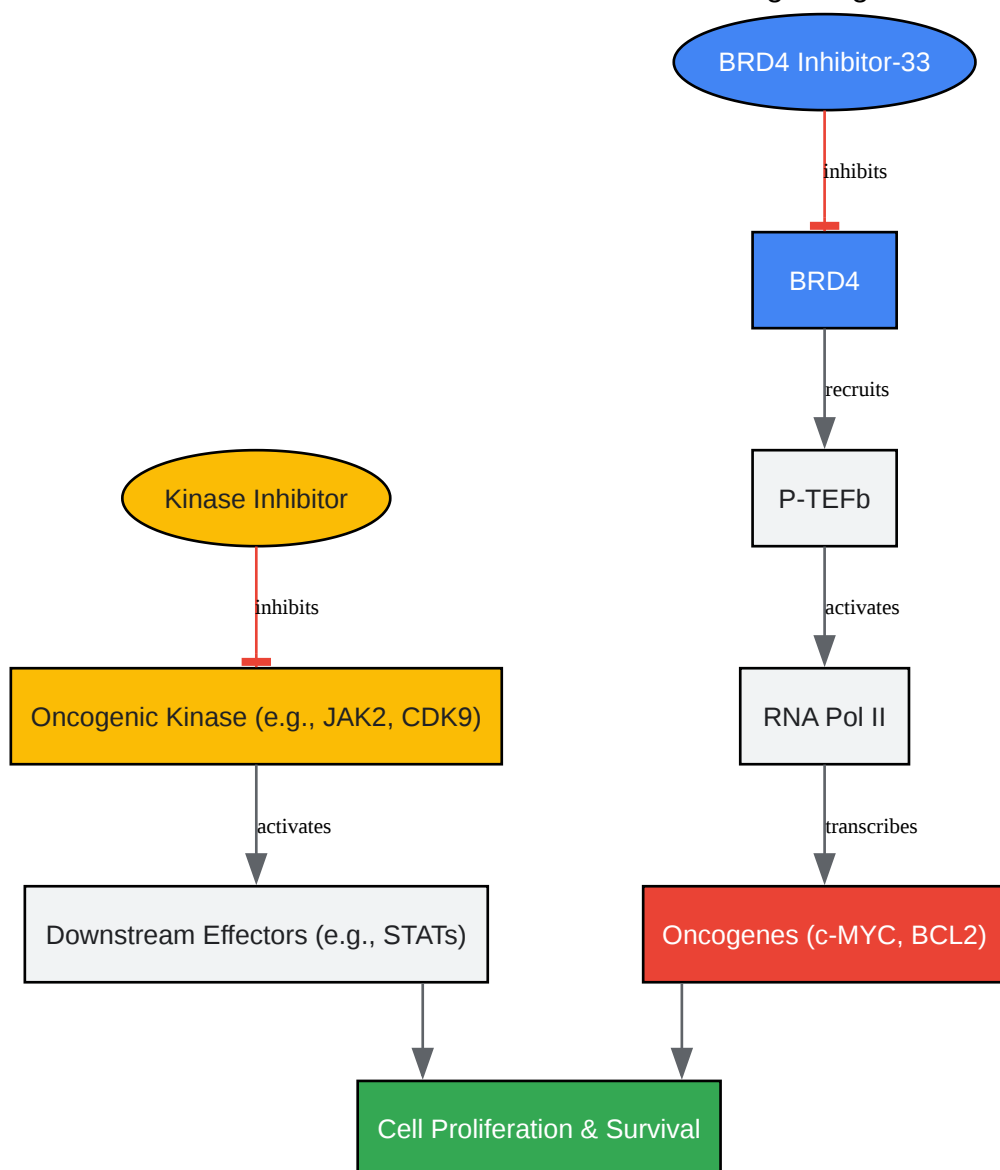 BRD4 Inhibitor-33
inhibits
BRD4
recruits
Kinase Inhibitor
P-TEFb
inhibits
activates
Oncogenic Kinase (e.g., JAK2, CDK9)
RNA Pol II
activates
transcribes
Downstream Effectors (e.g., STATs)
Oncogenes (c-MYC, BCL2)
Cell Proliferation & Survival